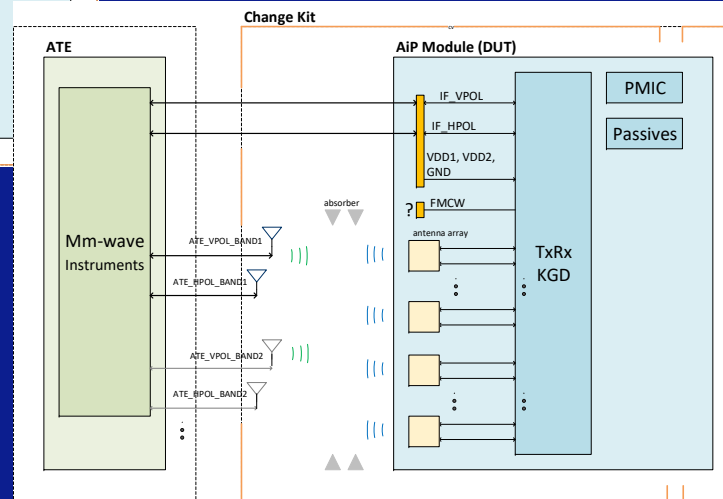 Change Kit
ATE
AiP Module (DUT)
IF_VPOL
PMIC
IF_HPOL
Passives
VDD1, VDD2,
GND
absorber
? FMCW
antenna array
ATE_VPOL_BAND1
Mm-wave
Instruments
TxRx
KGD
ATE_HPOL_BAND1
ATE_VPOL_BAND2
ATE_HPOL_BAND2